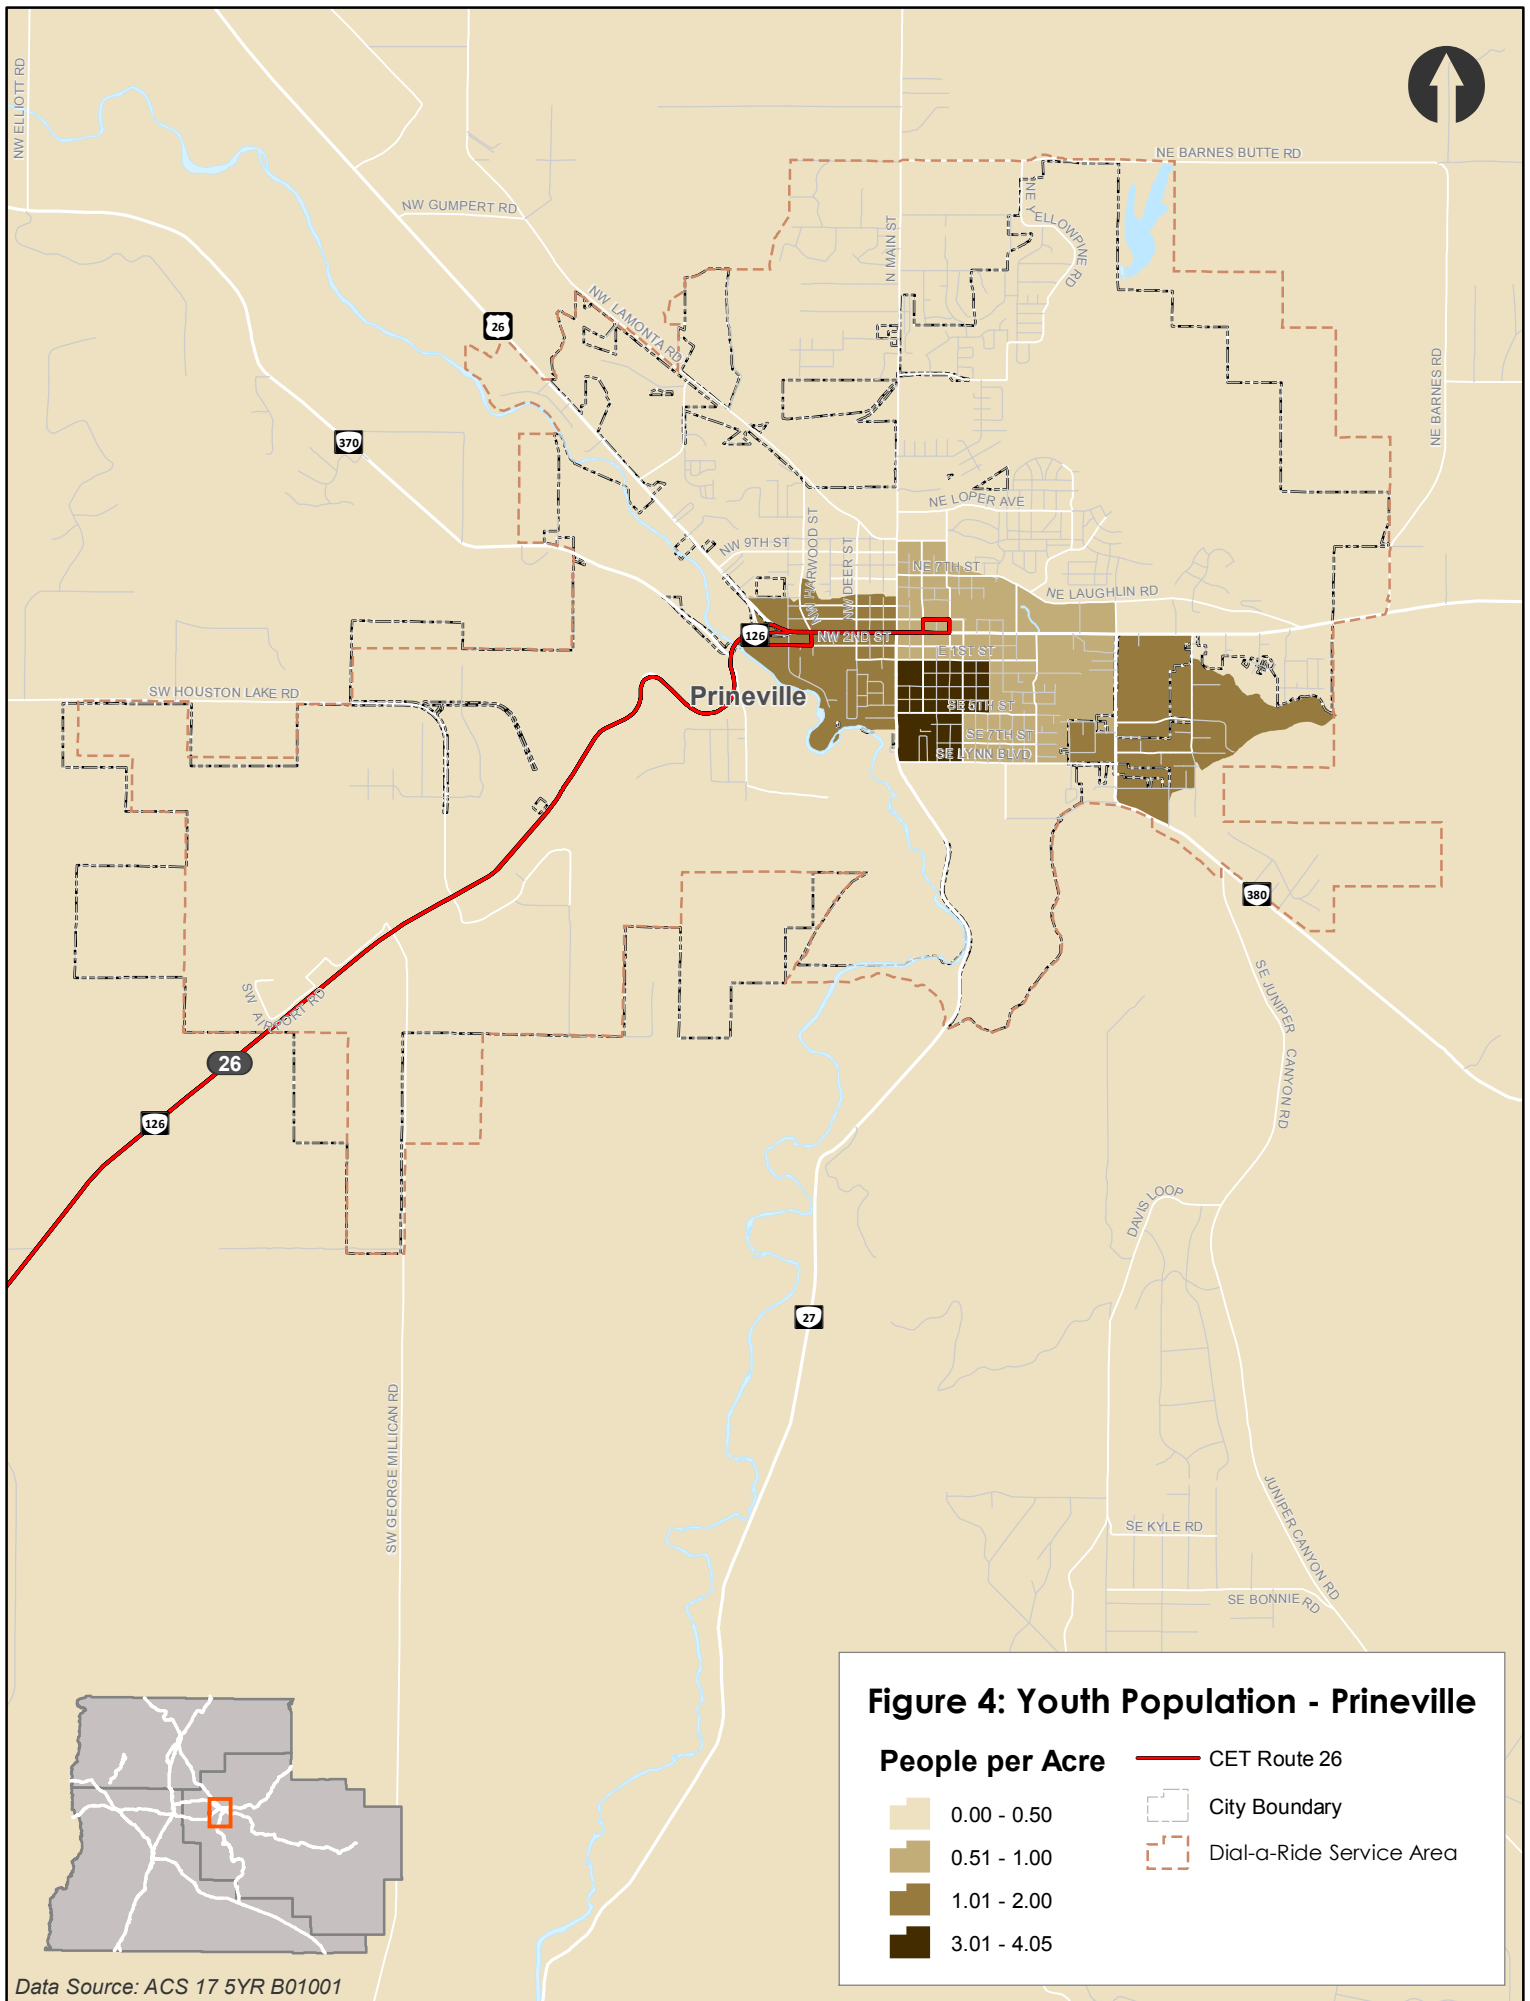 NW ELLIOTT RD
NE BARNES BUTTE RD
NW GUMPERT RD
N MAIN ST
NE YELLOWPINE RD
NW LAMONTA RD
26
NE BARNES RD
370
NE LOPER AVE
NW HARWOOD ST
NW DEER ST
NW 9TH ST
NE 7TH ST
NE LAUGHLIN RD
126
NW 2ND ST
E 1ST ST
SW HOUSTON LAKE RD
Prineville
SE 5TH ST
SE 7TH ST
SE LYNN BLVD
380
SW AIRPORT RD
SE JUNIPER CANYON RD
26
126
DAVIS LOOP
27
SW GEORGE MILLICAN RD
JUNIPER CANYON RD
SE KYLE RD
SE BONNIE RD
Figure 4: Youth Population - Prineville
People per Acre
0.00 - 0.50
0.51 - 1.00
1.01 - 2.00
3.01 - 4.05
CET Route 26
City Boundary
Dial-a-Ride Service Area
Data Source: ACS 17 5YR B01001